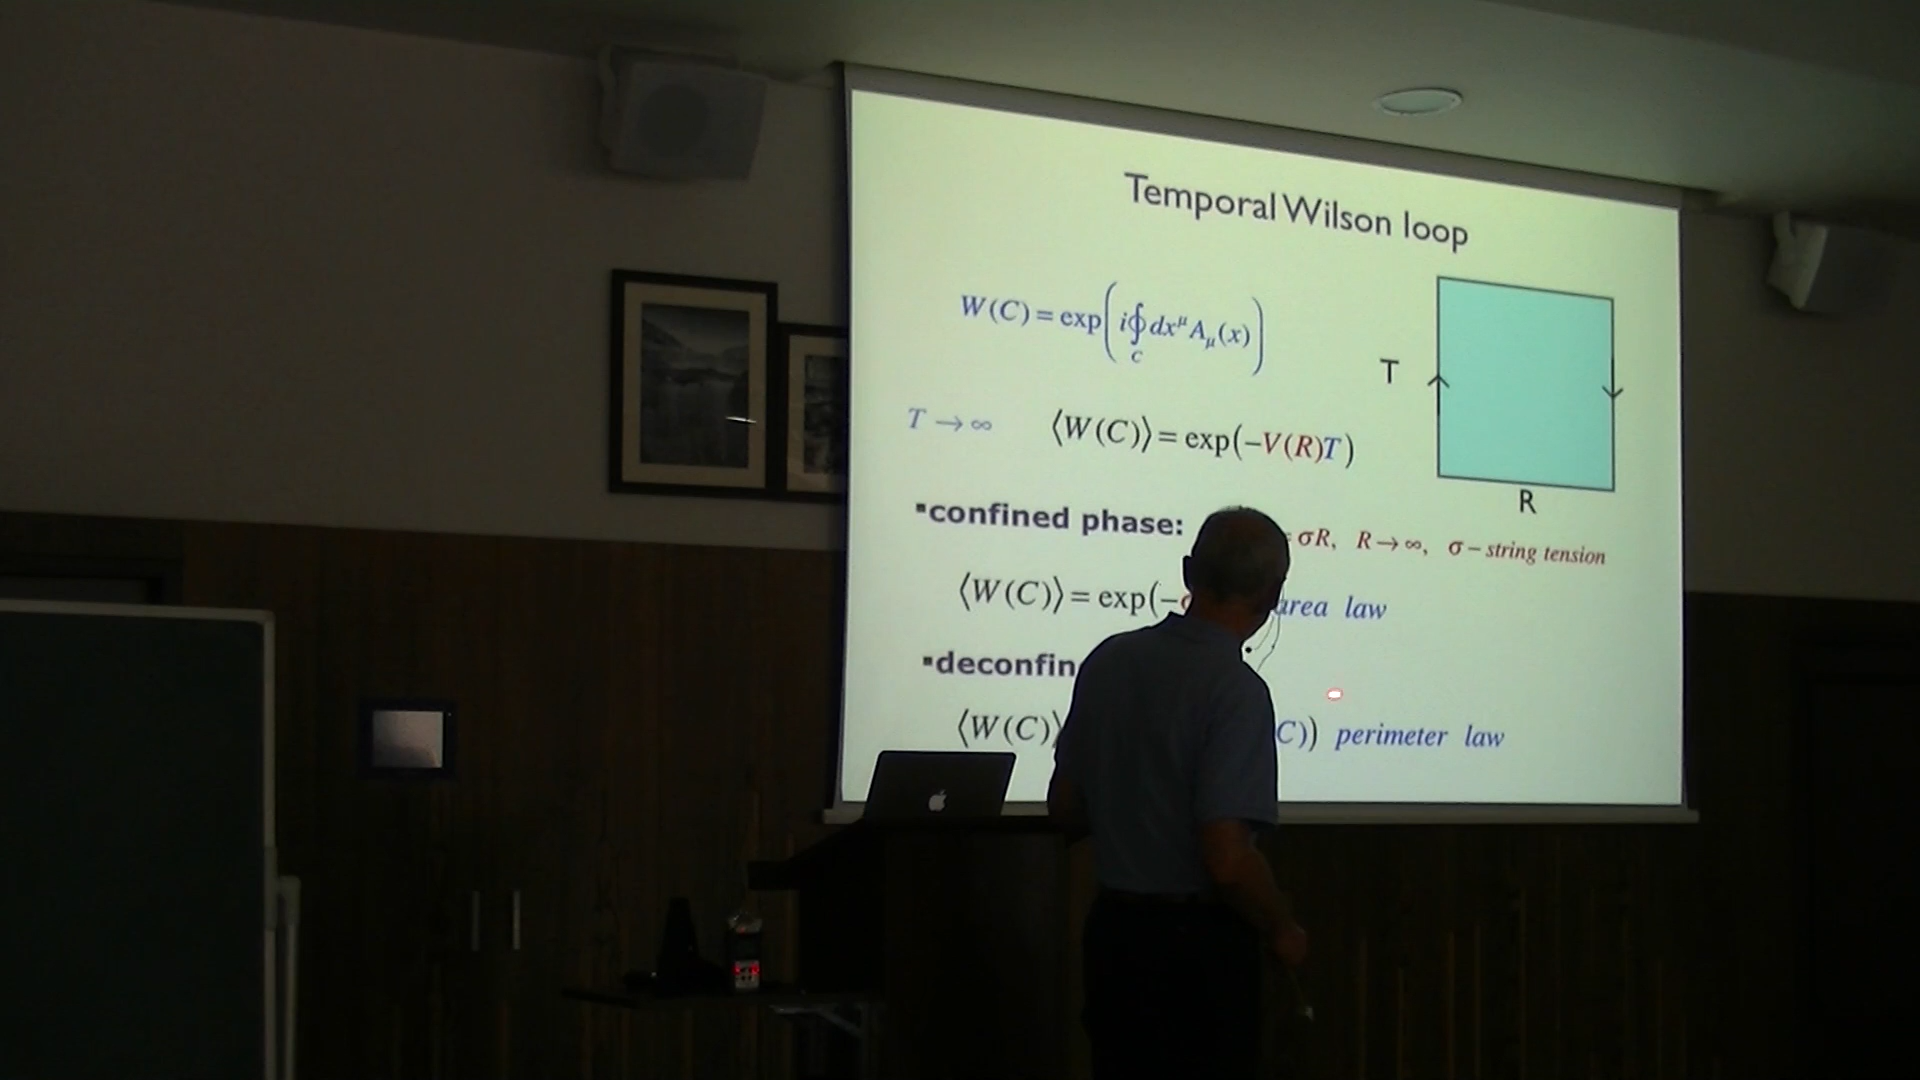 Temporal Wilson loop
W(C) = exp(i∮_C dx^μ A_μ(x))
T
T → ∞ ⟨W(C)⟩ = exp(−V(R)T)
R
▪confined phase: σR, R → ∞, σ − string tension
⟨W(C)⟩ = exp(− area law
▪deconfin
⟨W(C)⟩ C)) perimeter law